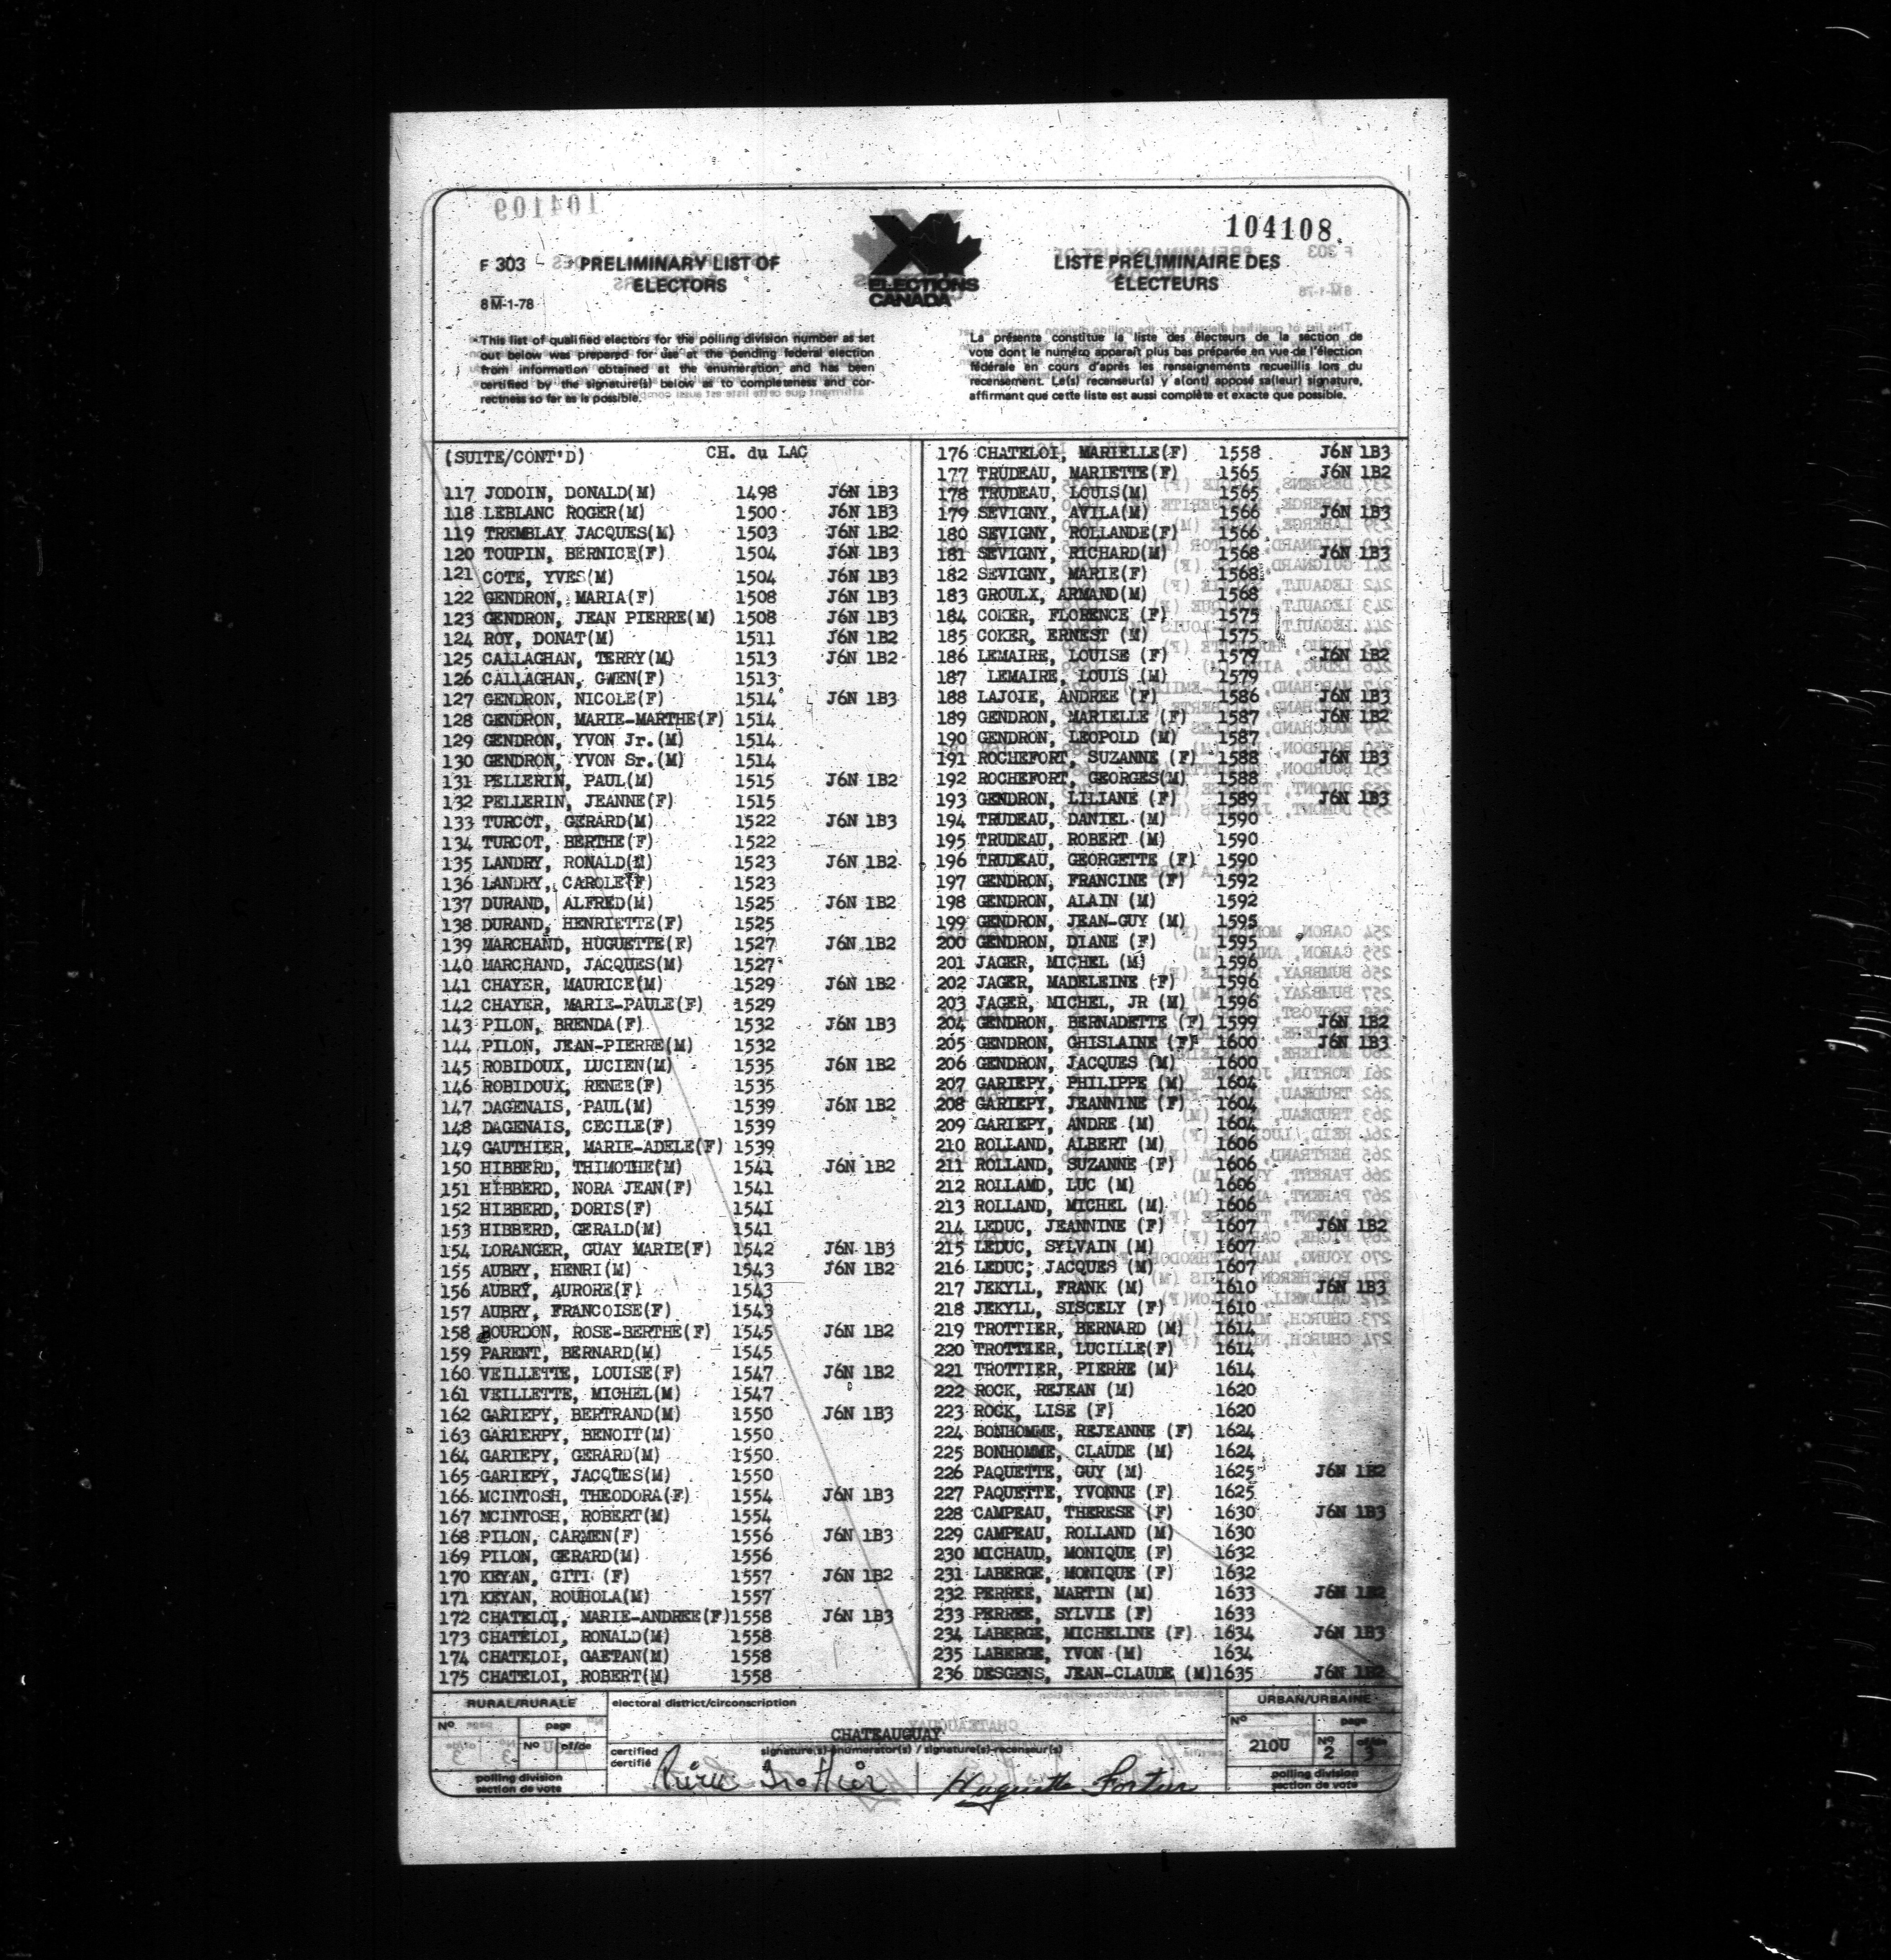 104108
F 303
PRELIMINARY LIST OF
ELECTORS
8M-1-78
ELECTIONS
CANADA
LISTE PRÉLIMINAIRE DES
ÉLECTEURS
This list of qualified electors for the polling division number as set
out below was prepared for use at the pending federal election
from information obtained at the enumeration and has been
certified by the signature(s) below as to completeness and cor-
rectness so far as is possible.
La présente constitue la liste des électeurs de la section de
vote dont le numéro apparaît plus bas préparée en vue de l'élection
fédérale en cours d'après les renseignements recueillis lors du
recensement. Le(s) recenseur(s) y a(ont) apposé sa(leur) signature,
affirmant que cette liste est aussi complète et exacte que possible.
(SUITE/CONT'D) CH. du LAC
117 JODOIN, DONALD(M) 1498 J6N 1B3
118 LEBLANC ROGER(M) 1500 J6N 1B3
119 TREMBLAY JACQUES(M) 1503 J6N 1B2
120 TOUPIN, BERNICE(F) 1504 J6N 1B3
121 COTE, YVES(M) 1504 J6N 1B3
122 GENDRON, MARIA(F) 1508 J6N 1B3
123 GENDRON, JEAN PIERRE(M) 1508 J6N 1B3
124 ROY, DONAT(M) 1511 J6N 1B2
125 CALLAGHAN, TERRY(M) 1513 J6N 1B2
126 CALLAGHAN, GWEN(F) 1513
127 GENDRON, NICOLE(F) 1514 J6N 1B3
128 GENDRON, MARIE-MARTHE(F) 1514
129 GENDRON, YVON Jr.(M) 1514
130 GENDRON, YVON Sr.(M) 1514
131 PELLERIN, PAUL(M) 1515 J6N 1B2
132 PELLERIN, JEANNE(F) 1515
133 TURCOT, GERARD(M) 1522 J6N 1B3
134 TURCOT, BERTHE(F) 1522
135 LANDRY, RONALD(M) 1523 J6N 1B2
136 LANDRY, CAROLE(F) 1523
137 DURAND, ALFRED(M) 1525 J6N 1B2
138 DURAND, HENRIETTE(F) 1525
139 MARCHAND, HUGUETTE(F) 1527 J6N 1B2
140 MARCHAND, JACQUES(M) 1527
141 CHAYER, MAURICE(M) 1529 J6N 1B2
142 CHAYER, MARIE-PAULE(F) 1529
143 PILON, BRENDA(F) 1532 J6N 1B3
144 PILON, JEAN-PIERRE(M) 1532
145 ROBIDOUX, LUCIEN(M) 1535 J6N 1B2
146 ROBIDOUX, RENEE(F) 1535
147 DAGENAIS, PAUL(M) 1539 J6N 1B2
148 DAGENAIS, CECILE(F) 1539
149 GAUTHIER, MARIE-ADELE(F) 1539
150 HIBBERD, THIMOTHE(M) 1541 J6N 1B2
151 HIBBERD, NORA JEAN(F) 1541
152 HIBBERD, DORIS(F) 1541
153 HIBBERD, GERALD(M) 1541
154 LORANGER, GUAY MARIE(F) 1542 J6N 1B3
155 AUBRY, HENRI(M) 1543 J6N 1B2
156 AUBRY, AURORE(F) 1543
157 AUBRY, FRANCOISE(F) 1543
158 BOURDON, ROSE-BERTHE(F) 1545 J6N 1B2
159 PARENT, BERNARD(M) 1545
160 VEILLETTE, LOUISE(F) 1547 J6N 1B2
161 VEILLETTE, MICHEL(M) 1547
162 GARIEPY, BERTRAND(M) 1550 J6N 1B3
163 GARIERPY, BENOIT(M) 1550
164 GARIEPY, GERARD(M) 1550
165 GARIEPY, JACQUES(M) 1550
166 MCINTOSH, THEODORA(F) 1554 J6N 1B3
167 MCINTOSH, ROBERT(M) 1554
168 PILON, CARMEN(F) 1556 J6N 1B3
169 PILON, GERARD(M) 1556
170 KEYAN, GITI (F) 1557 J6N 1B2
171 KEYAN, ROUHOLA(M) 1557
172 CHATELOI, MARIE-ANDREE(F)1558 J6N 1B3
173 CHATELOI, RONALD(M) 1558
174 CHATELOI, GAETAN(M) 1558
175 CHATELOI, ROBERT(M) 1558
176 CHATELOI, MARIELLE(F) 1558 J6N 1B3
177 TRUDEAU, MARIETTE(F) 1565 J6N 1B2
178 TRUDEAU, LOUIS(M) 1565
179 SEVIGNY, AVILA(M) 1566 J6N 1B3
180 SEVIGNY, ROLLANDE(F) 1566
181 SEVIGNY, RICHARD(M) 1568 J6N 1B3
182 SEVIGNY, MARIE(F) 1568
183 GROULX, ARMAND(M) 1568
184 COKER, FLORENCE (F) 1575
185 COKER, ERNEST (M) 1575
186 LEMAIRE, LOUISE (F) 1579 J6N 1B2
187 LEMAIRE, LOUIS (M) 1579
188 LAJOIE, ANDREE (F) 1586 J6N 1B3
189 GENDRON, MARIELLE (F) 1587 J6N 1B2
190 GENDRON, LEOPOLD (M) 1587
191 ROCHEFORT, SUZANNE (F) 1588 J6N 1B3
192 ROCHEFORT, GEORGES(M) 1588
193 GENDRON, LILIANE (F) 1589 J6N 1B3
194 TRUDEAU, DANIEL (M) 1590
195 TRUDEAU, ROBERT (M) 1590
196 TRUDEAU, GEORGETTE (F) 1590
197 GENDRON, FRANCINE (F) 1592
198 GENDRON, ALAIN (M) 1592
199 GENDRON, JEAN-GUY (M) 1595
200 GENDRON, DIANE (F) 1595
201 JAGER, MICHEL (M) 1596
202 JAGER, MADELEINE (F) 1596
203 JAGER, MICHEL, JR (M) 1596
204 GENDRON, BERNADETTE (F) 1599 J6N 1B2
205 GENDRON, GHISLAINE (F) 1600 J6N 1B3
206 GENDRON, JACQUES (M) 1600
207 GARIEPY, PHILIPPE (M) 1604
208 GARIEPY, JEANNINE (F) 1604
209 GARIEPY, ANDRE (M) 1604
210 ROLLAND, ALBERT (M) 1606
211 ROLLAND, SUZANNE (F) 1606
212 ROLLAND, LUC (M) 1606
213 ROLLAND, MICHEL (M) 1606
214 LEDUC, JEANNINE (F) 1607 J6N 1B2
215 LEDUC, SYLVAIN (M) 1607
216 LEDUC, JACQUES (M) 1607
217 JEKYLL, FRANK (M) 1610 J6N 1B3
218 JEKYLL, SISCELY (F) 1610
219 TROTTIER, BERNARD (M) 1614
220 TROTTIER, LUCILLE(F) 1614
221 TROTTIER, PIERRE (M) 1614
222 ROCK, REJEAN (M) 1620
223 ROCK, LISE (F) 1620
224 BONHOMME, REJEANNE (F) 1624
225 BONHOMME, CLAUDE (M) 1624
226 PAQUETTE, GUY (M) 1625 J6N 1B2
227 PAQUETTE, YVONNE (F) 1625
228 CAMPEAU, THERESE (F) 1630 J6N 1B3
229 CAMPEAU, ROLLAND (M) 1630
230 MICHAUD, MONIQUE (F) 1632
231 LABERGE, MONIQUE (F) 1632
232 PERREE, MARTIN (M) 1633 J6N 1B2
233 PERREE, SYLVIE (F) 1633
234 LABERGE, MICHELINE (F) 1634 J6N 1B3
235 LABERGE, YVON (M) 1634
236 DESGENS, JEAN-CLAUDE (M)1635 J6N 1B2
RURAL/RURALE
No. page
No of/de
polling division
section de vote
electoral district/circonscription
CHATEAUGUAY
certified
certifié
signature(s)-enumerator(s) / signature(s)-recenseur(s)
Pierre Trottier Huguette Fortin
URBAN/URBAINE
No page
210U No 2 of/de 3
polling division
section de vote